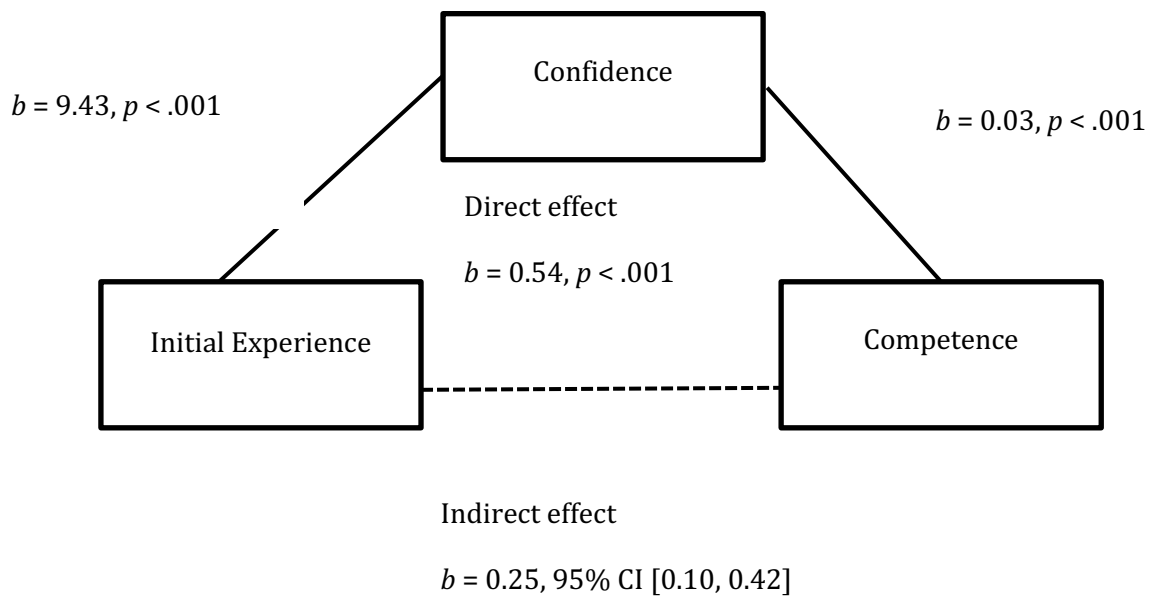 Confidence
b = 9.43, p < .001
b = 0.03, p < .001
Direct effect
b = 0.54, p < .001
Initial Experience
Competence
Indirect effect
b = 0.25, 95% CI [0.10, 0.42]